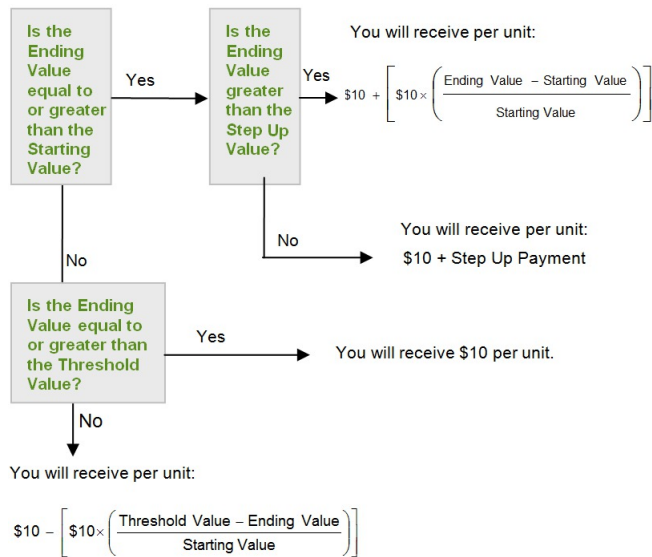 Is the
Ending
Value
equal to
or greater
than the
Starting
Value?
Yes
Is the
Ending
Value
greater
than the
Step Up
Value?
Yes
You will receive per unit:
$10 + [ $10 × ( Ending Value – Starting Value
Starting Value ) ]
No
You will receive per unit:
$10 + Step Up Payment
No
Is the Ending
Value equal to
or greater than
the Threshold
Value?
Yes
You will receive $10 per unit.
No
You will receive per unit:
$10 – [ $10× ( Threshold Value – Ending Value
Starting Value ) ]